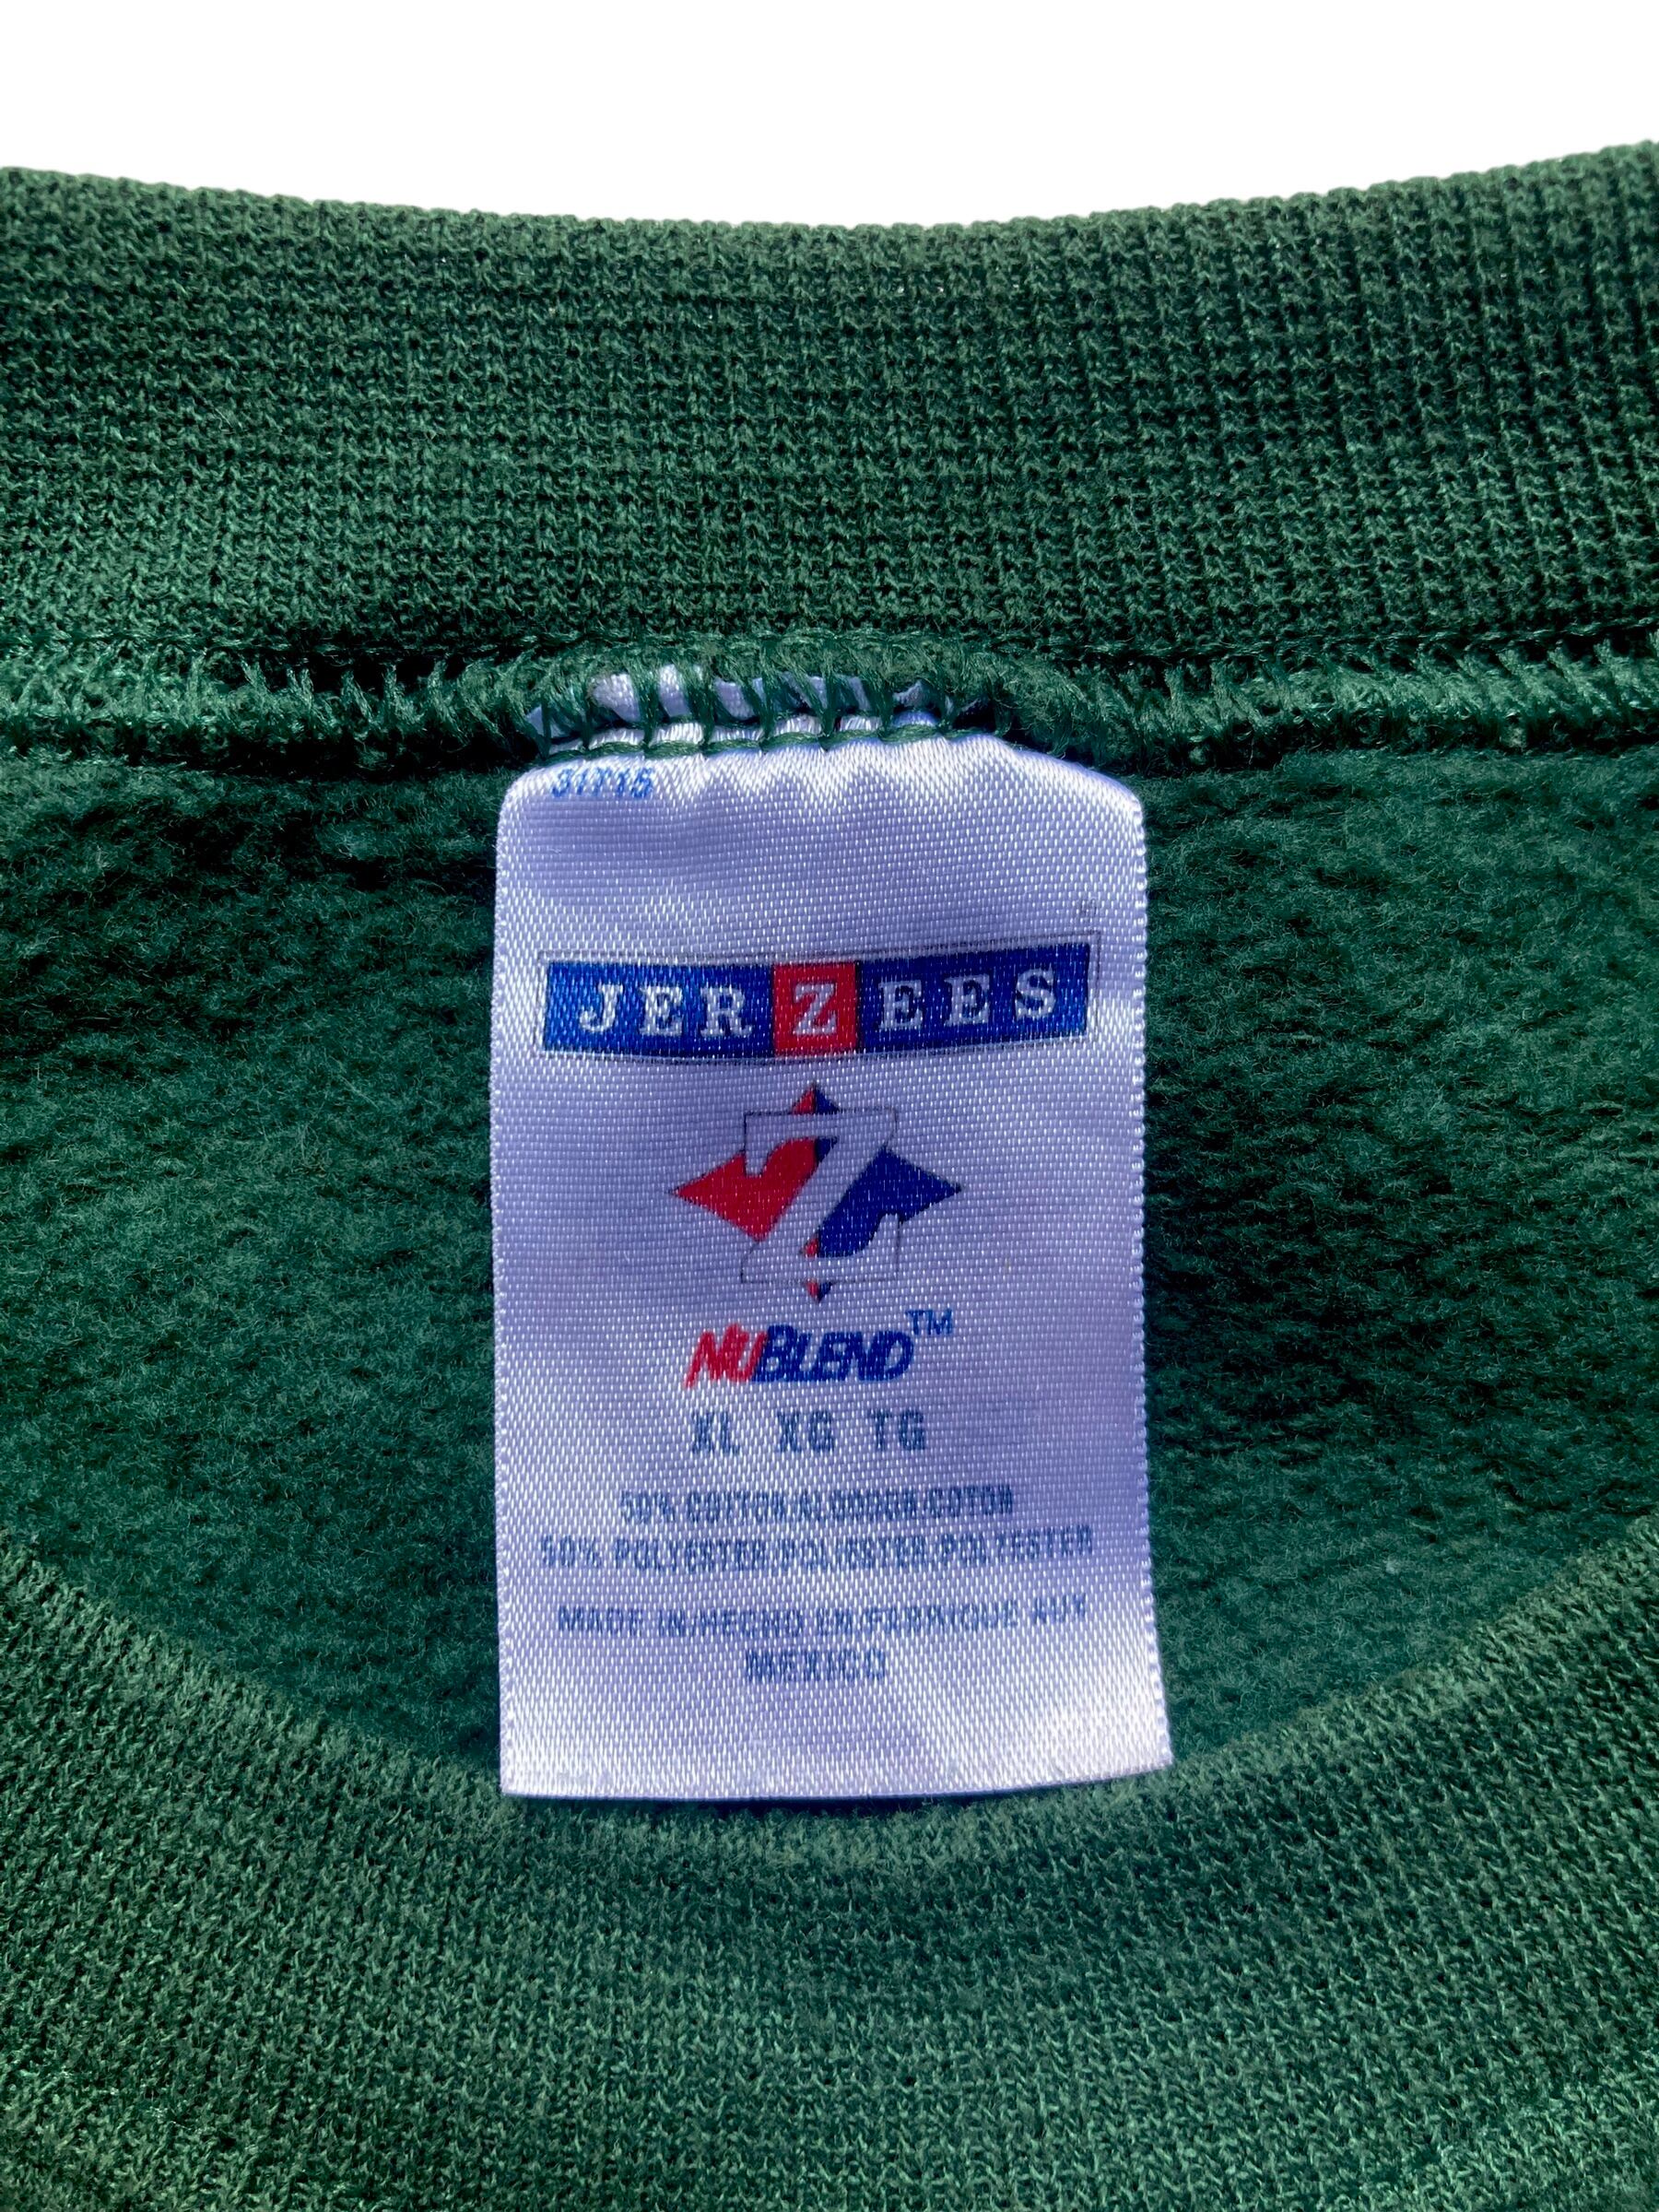 31715
JERZEES
Z
NUBLEND™
XL XG TG
50% COTTON/ALGODON/COTON
50% POLYESTER/POLIESTER/POLYESTER
MADE IN/HECHO EN/FABRIQUE AUX
MEXICO